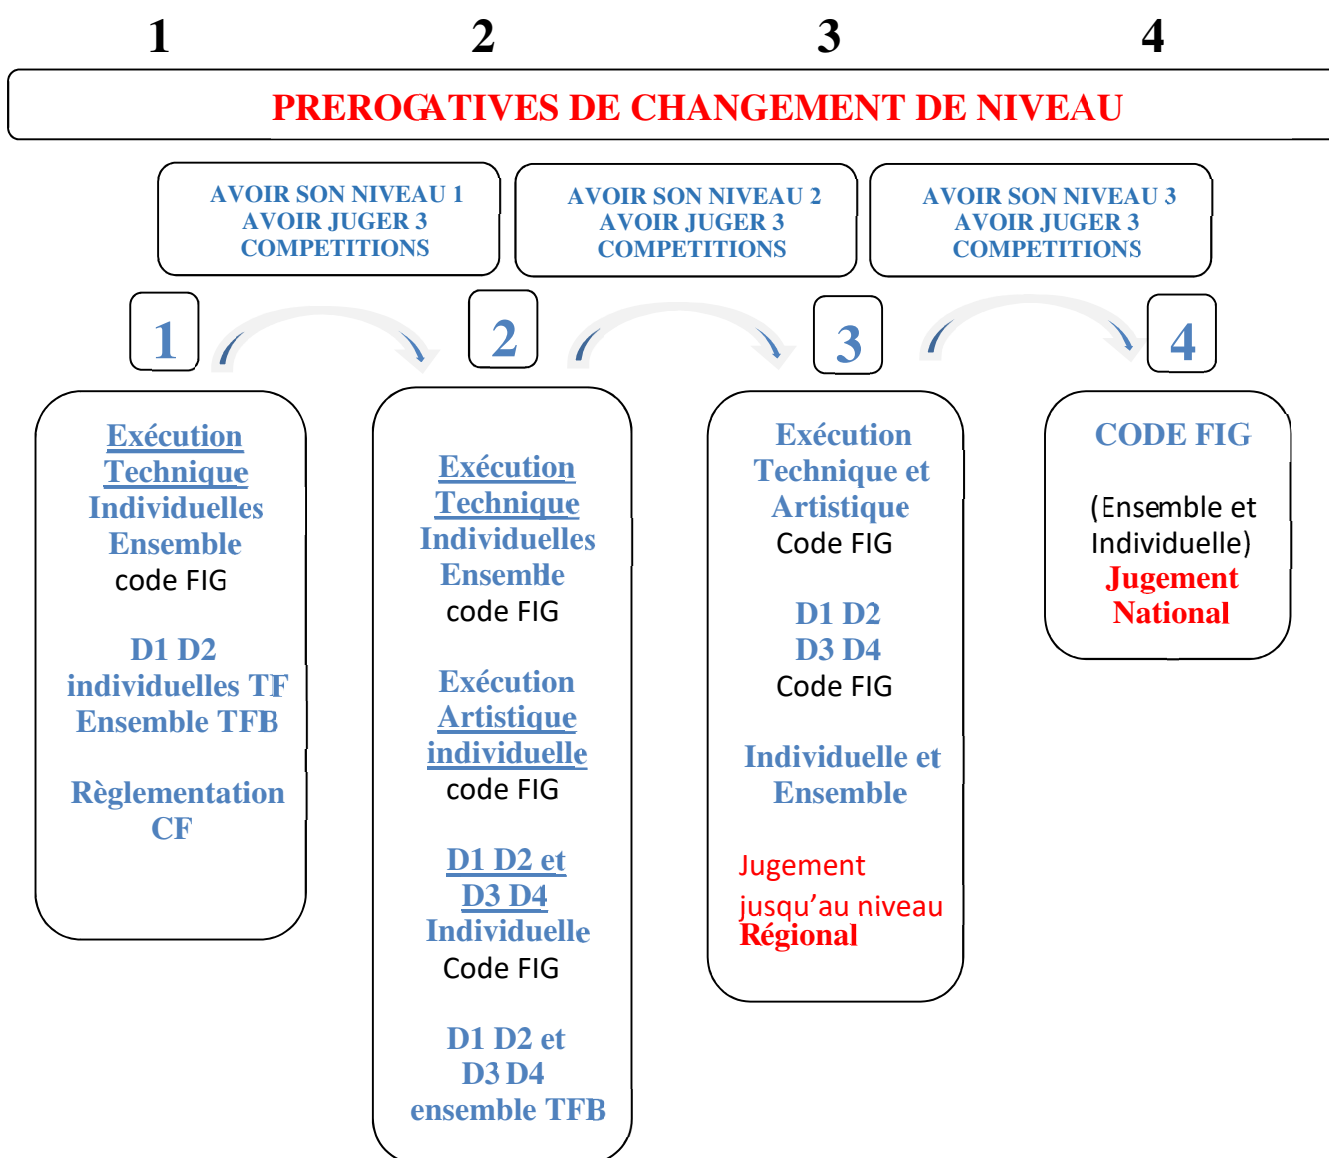 1 2 3 4
PREROGATIVES DE CHANGEMENT DE NIVEAU
AVOIR SON NIVEAU 1
AVOIR JUGER 3
COMPETITIONS
AVOIR SON NIVEAU 2
AVOIR JUGER 3
COMPETITIONS
AVOIR SON NIVEAU 3
AVOIR JUGER 3
COMPETITIONS
1
Exécution
Technique
Individuelles
Ensemble
code FIG
D1 D2
individuelles TF
Ensemble TFB
Règlementation
CF
2
Exécution
Technique
Individuelles
Ensemble
code FIG
Exécution
Artistique
individuelle
code FIG
D1 D2 et
D3 D4
Individuelle
Code FIG
D1 D2 et
D3 D4
ensemble TFB
3
Exécution
Technique et
Artistique
Code FIG
D1 D2
D3 D4
Code FIG
Individuelle et
Ensemble
Jugement
jusqu’au niveau
Régional
4
CODE FIG
(Ensemble et
Individuelle)
Jugement
National